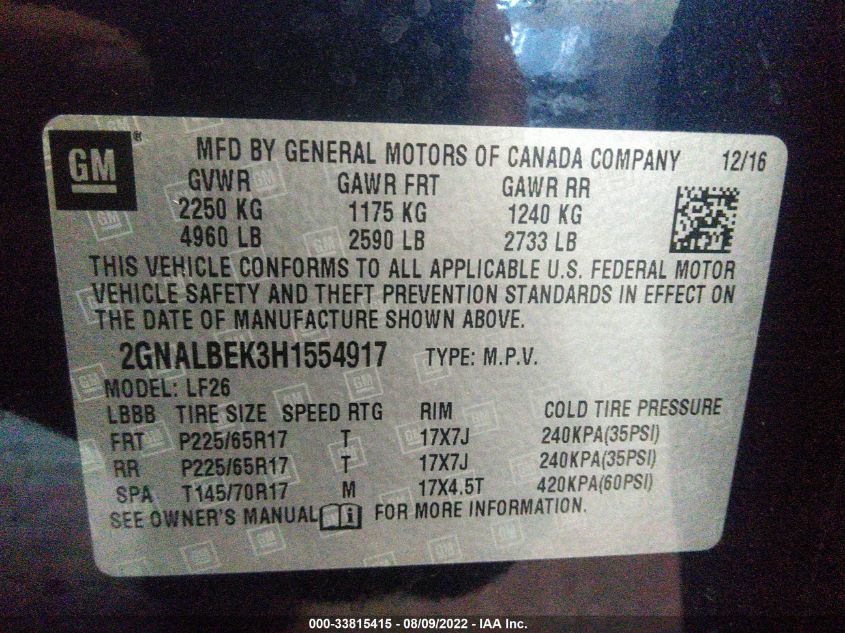 GM ® MFD BY GENERAL MOTORS OF CANADA COMPANY 12/16
GVWR GAWR FRT GAWR RR
2250 KG 1175 KG 1240 KG
4960 LB 2590 LB 2733 LB
THIS VEHICLE CONFORMS TO ALL APPLICABLE U.S. FEDERAL MOTOR
VEHICLE SAFETY AND THEFT PREVENTION STANDARDS IN EFFECT ON
THE DATE OF MANUFACTURE SHOWN ABOVE.
2GNALBEK3H1554917 TYPE: M.P.V.
MODEL: LF26
LBBB TIRE SIZE SPEED RTG RIM COLD TIRE PRESSURE
FRT P225/65R17 T 17X7J 240KPA(35PSI)
RR P225/65R17 T 17X7J 240KPA(35PSI)
SPA T145/70R17 M 17X4.5T 420KPA(60PSI)
SEE OWNER'S MANUAL i FOR MORE INFORMATION.
000-33815415 - 08/09/2022 - IAA Inc.